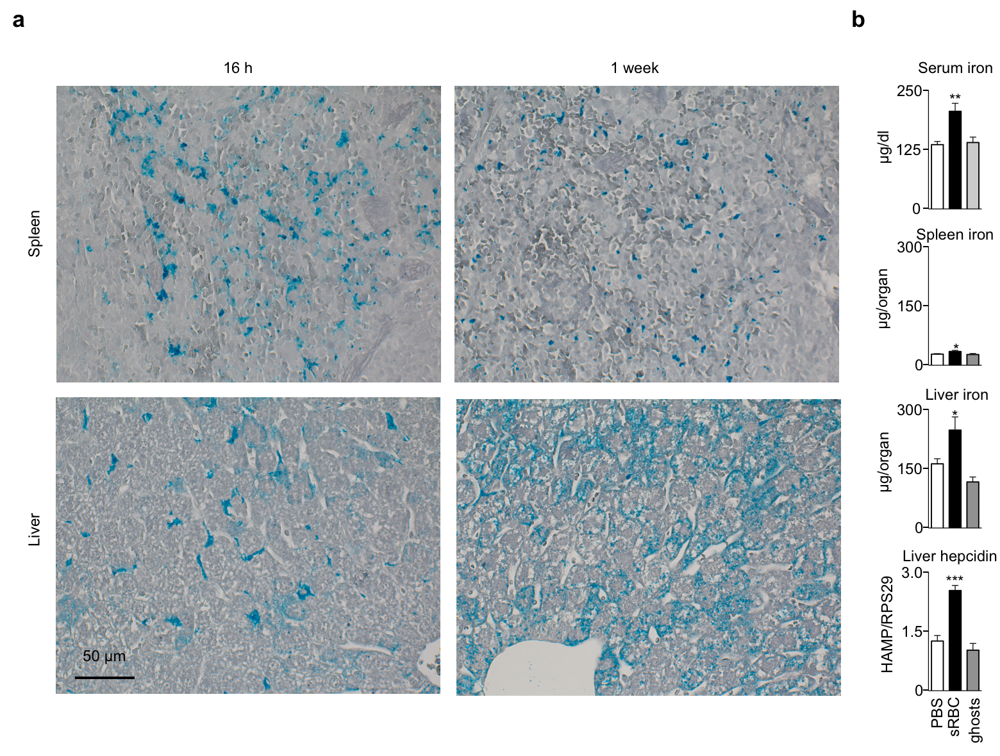 a
b
16 h
1 week
Spleen
Liver
50 µm
Serum iron
250
125
0
µg/dl
**
Spleen iron
300
150
0
µg/organ
*
Liver iron
300
150
0
µg/organ
*
Liver hepcidin
3.0
1.5
0
HAMP/RPS29
***
PBS
sRBC
ghosts